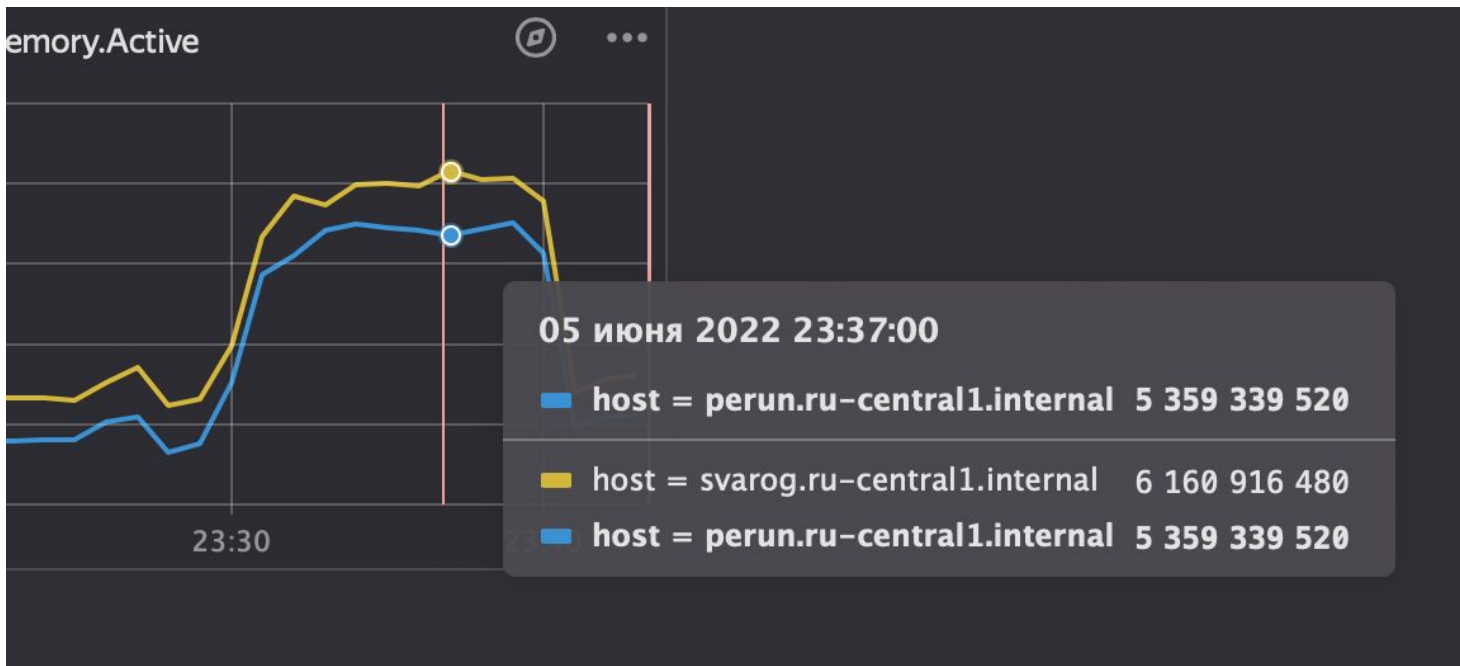 emory.Active
05 июня 2022 23:37:00
host = perun.ru-central1.internal 5 359 339 520
host = svarog.ru-central1.internal 6 160 916 480
host = perun.ru-central1.internal 5 359 339 520
23:30